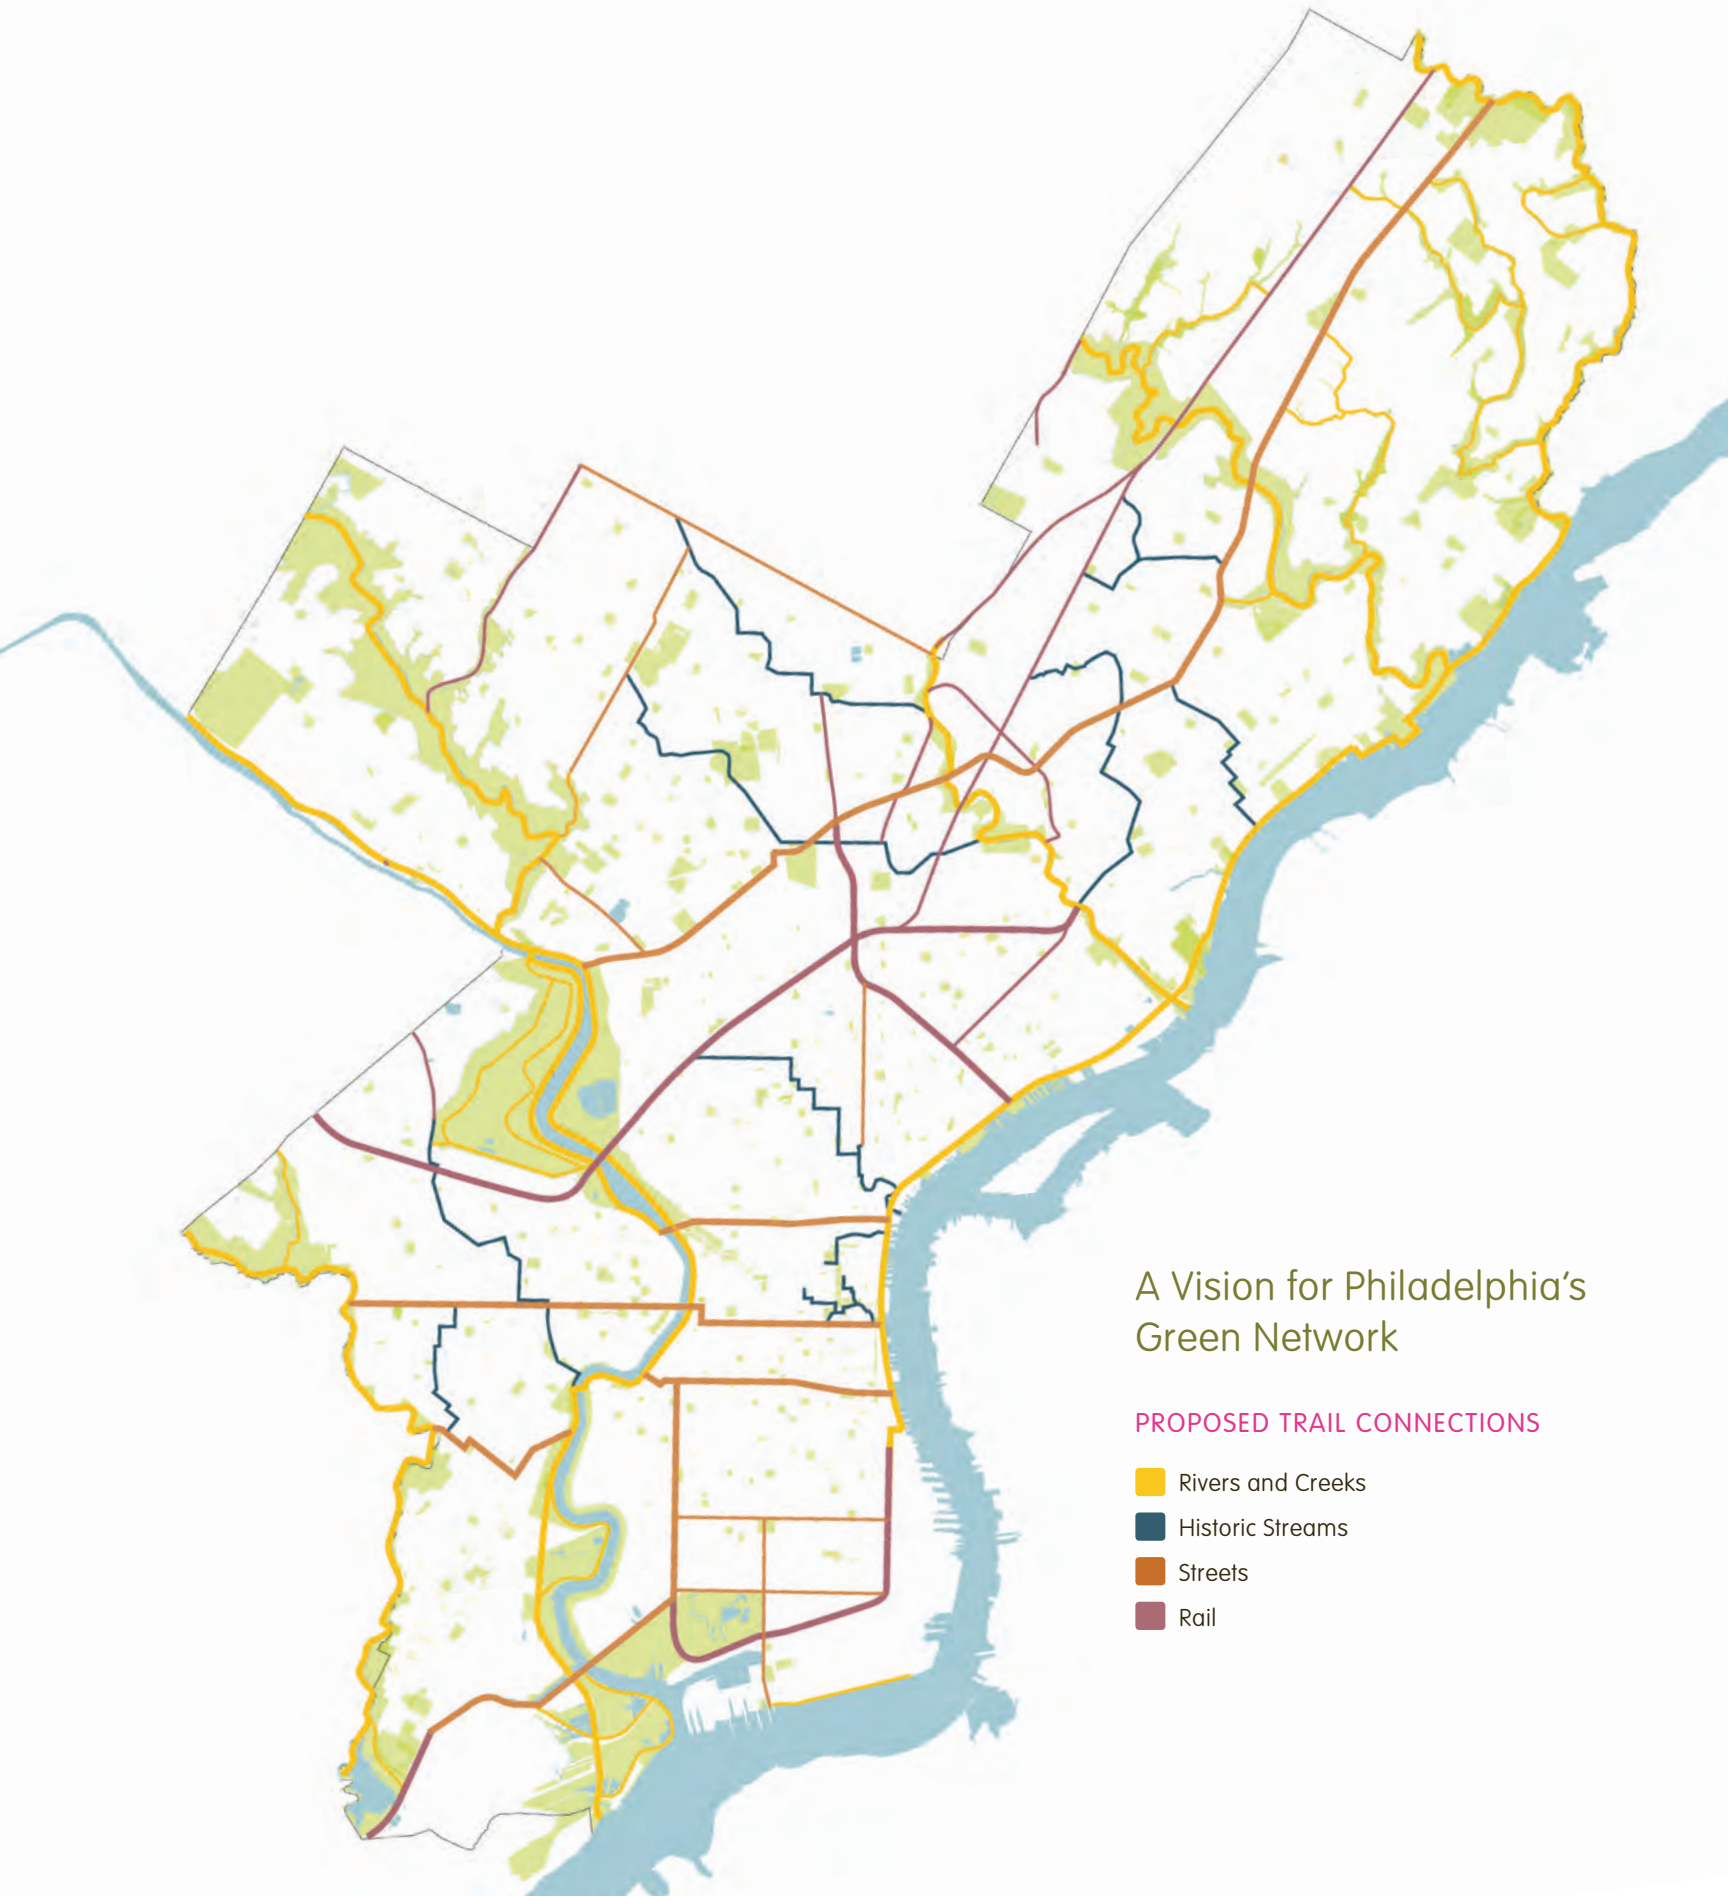 A Vision for Philadelphia's
Green Network
PROPOSED TRAIL CONNECTIONS
Rivers and Creeks
Historic Streams
Streets
Rail